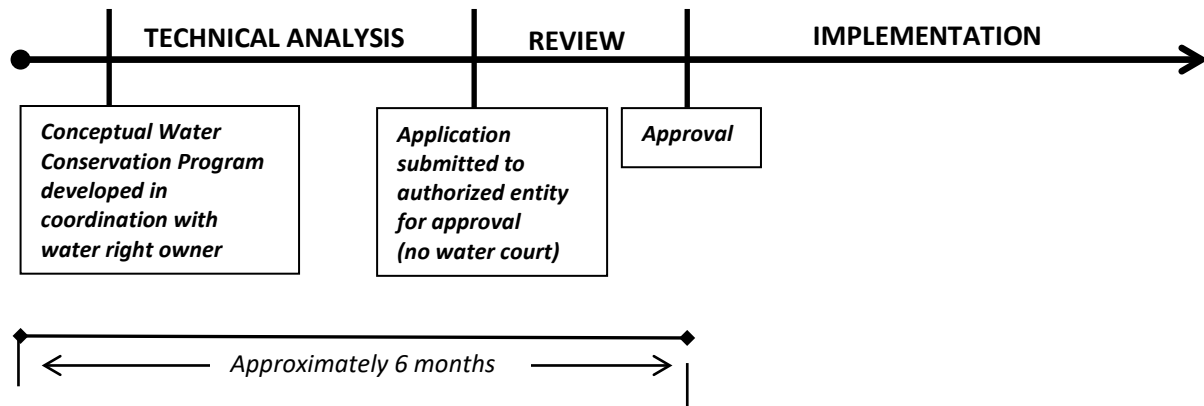 TECHNICAL ANALYSIS
REVIEW
IMPLEMENTATION
Conceptual Water
Conservation Program
developed in
coordination with
water right owner
Application
submitted to
authorized entity
for approval
(no water court)
Approval
Approximately 6 months